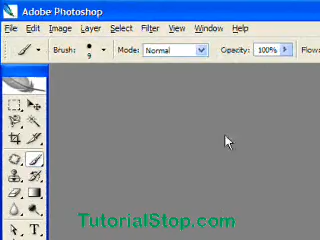 Adobe Photoshop
File Edit Image Layer Select Filter View Window Help
Brush: 9 Mode: Normal Opacity: 100% Flow:
T
TutorialStop.com